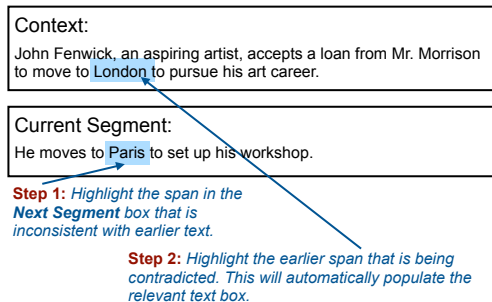 Context:
John Fenwick, an aspiring artist, accepts a loan from Mr. Morrison
to move to London to pursue his art career.
Current Segment:
He moves to Paris to set up his workshop.
Step 1: Highlight the span in the
Next Segment box that is
inconsistent with earlier text.
Step 2: Highlight the earlier span that is being
contradicted. This will automatically populate the
relevant text box.